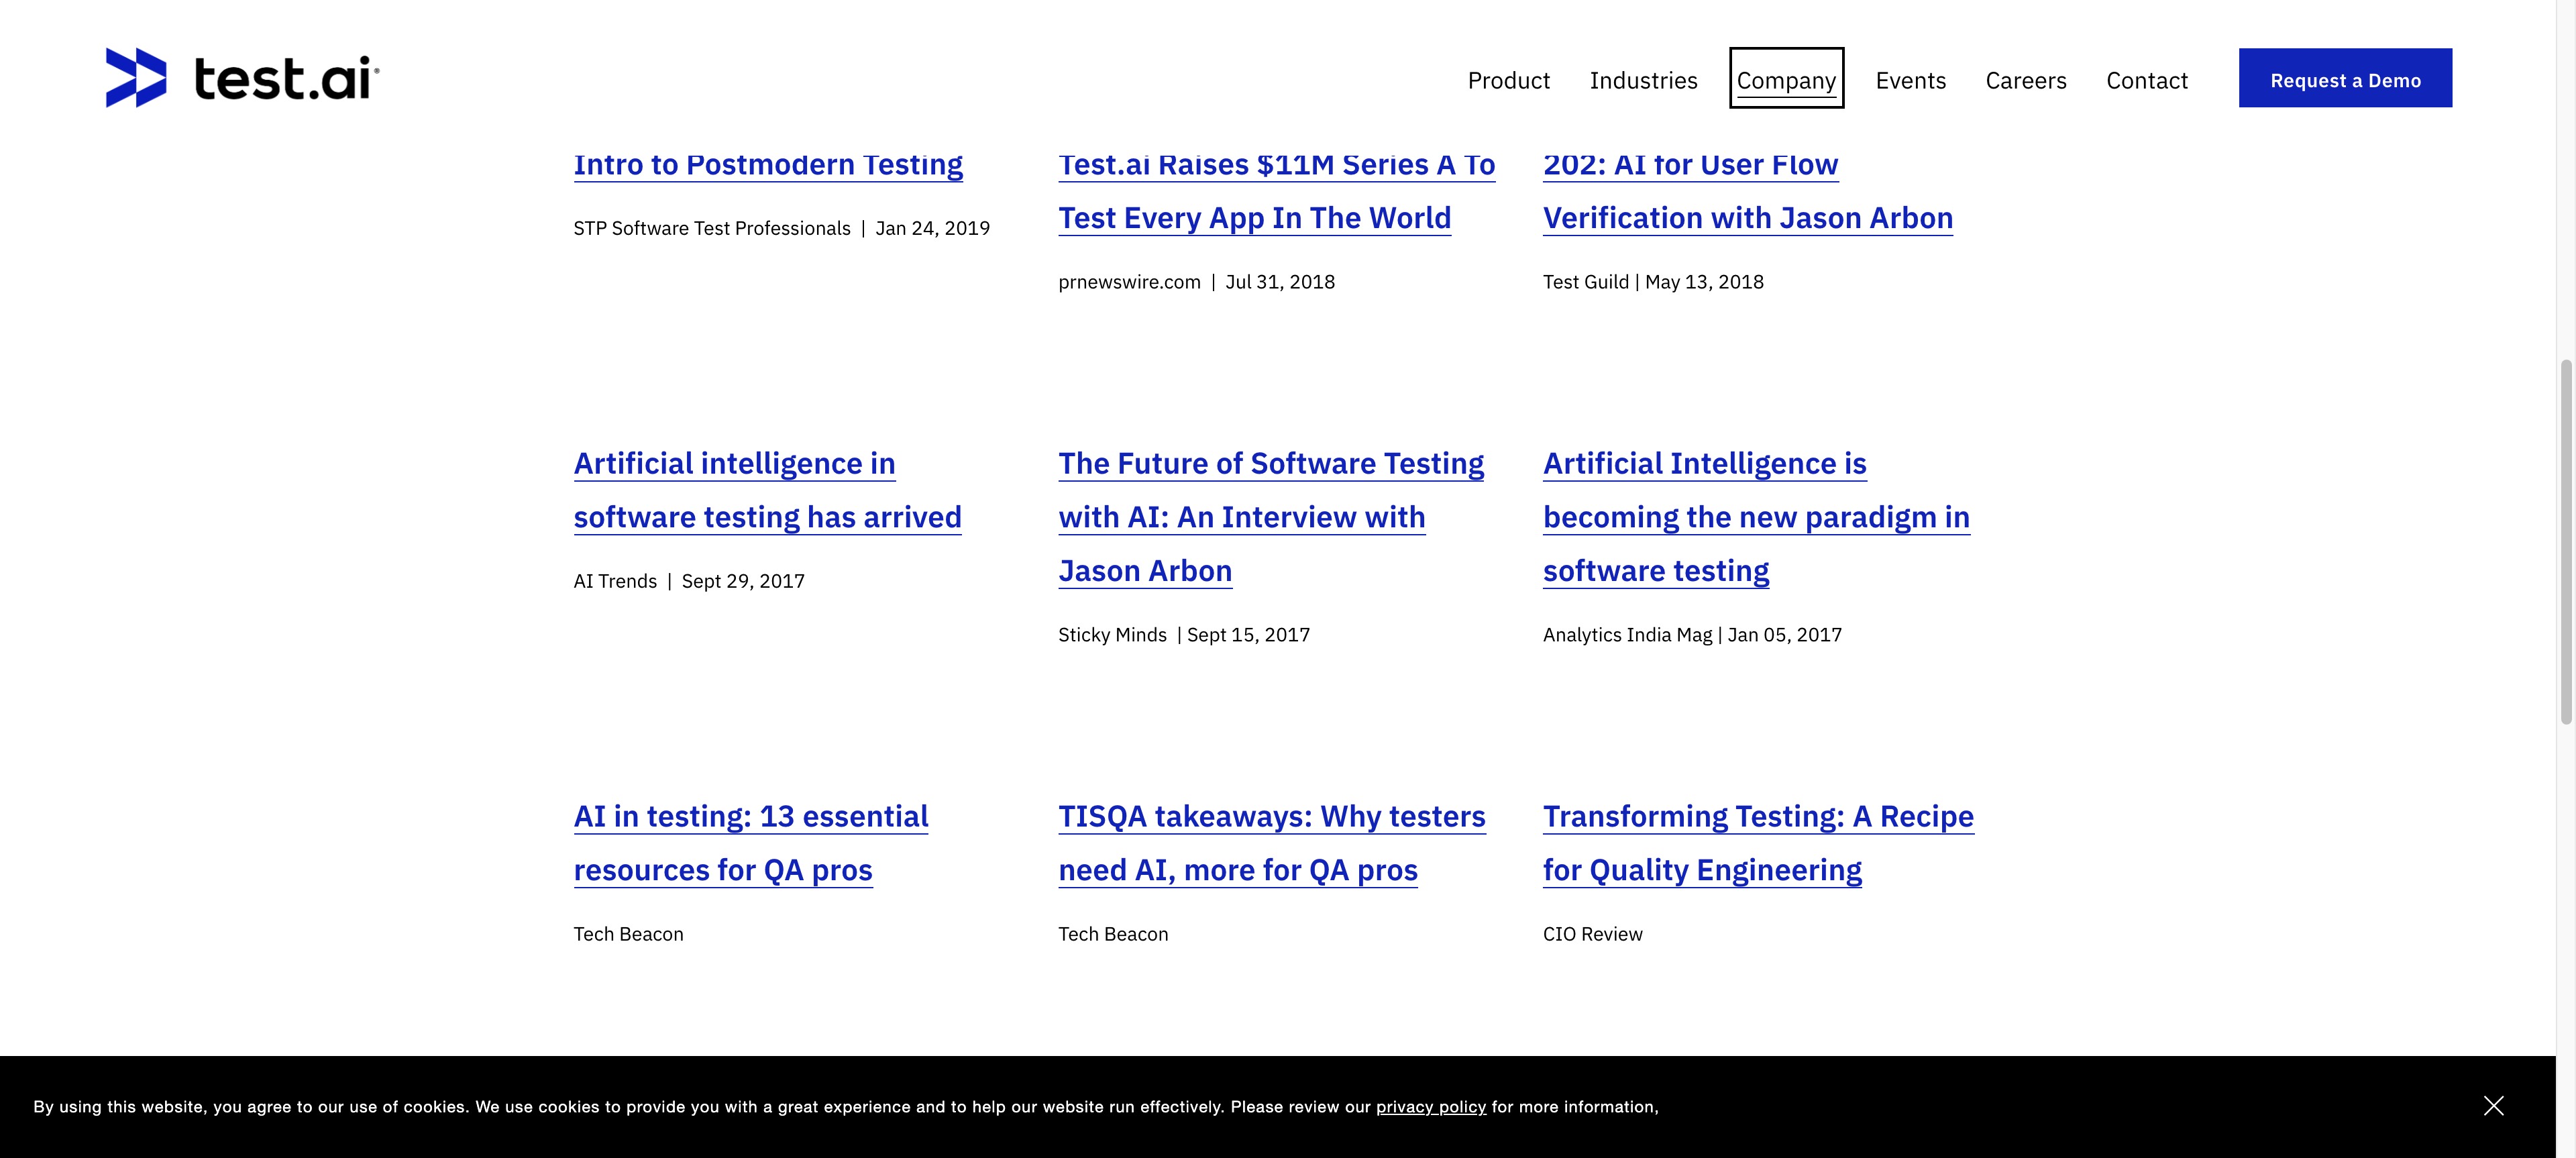 test.ai
Product
Industries
Company
Events
Careers
Contact
Request a Demo
Intro to Postmodern Testing
STP Software Test Professionals | Jan 24, 2019
Test.ai Raises $11M Series A To
Test Every App In The World
prnewswire.com | Jul 31, 2018
202: AI for User Flow
Verification with Jason Arbon
Test Guild | May 13, 2018
Artificial intelligence in
software testing has arrived
AI Trends | Sept 29, 2017
The Future of Software Testing
with AI: An Interview with
Jason Arbon
Sticky Minds | Sept 15, 2017
Artificial Intelligence is
becoming the new paradigm in
software testing
Analytics India Mag | Jan 05, 2017
AI in testing: 13 essential
resources for QA pros
Tech Beacon
TISQA takeaways: Why testers
need AI, more for QA pros
Tech Beacon
Transforming Testing: A Recipe
for Quality Engineering
CIO Review
By using this website, you agree to our use of cookies. We use cookies to provide you with a great experience and to help our website run effectively. Please review our privacy policy for more information,